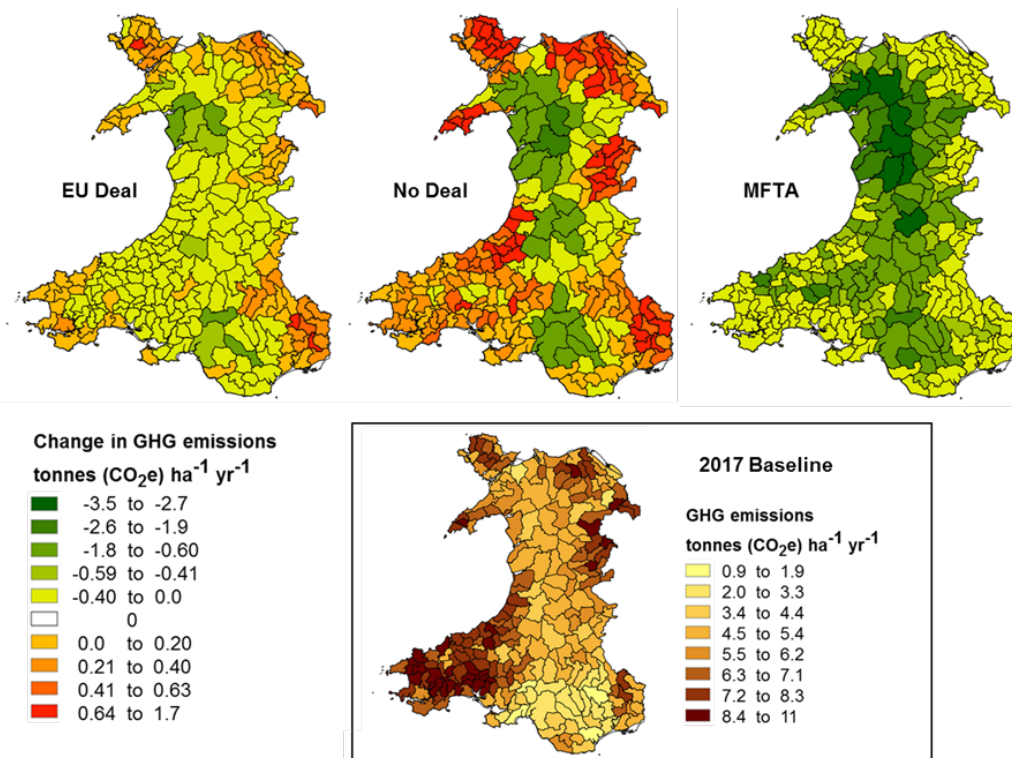 EU Deal
No Deal
MFTA
Change in GHG emissions
tonnes (CO₂e) ha⁻¹ yr⁻¹
-3.5 to -2.7
-2.6 to -1.9
-1.8 to -0.60
-0.59 to -0.41
-0.40 to 0.0
0
0.0 to 0.20
0.21 to 0.40
0.41 to 0.63
0.64 to 1.7
2017 Baseline
GHG emissions
tonnes (CO₂e) ha⁻¹ yr⁻¹
0.9 to 1.9
2.0 to 3.3
3.4 to 4.4
4.5 to 5.4
5.5 to 6.2
6.3 to 7.1
7.2 to 8.3
8.4 to 11